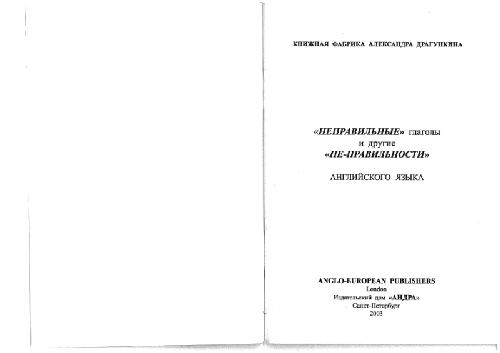 КНИЖНАЯ ФАБРИКА АЛЕКСАНДРА ДРАГУНКИНА
«НЕПРАВИЛЬНЫЕ» глаголы
и другие
«НЕ-ПРАВИЛЬНОСТИ»
АНГЛИЙСКОГО ЯЗЫКА
ANGLO-EUROPEAN PUBLISHERS
London
Издательский дом «АНДРА»
Санкт-Петербург
2003